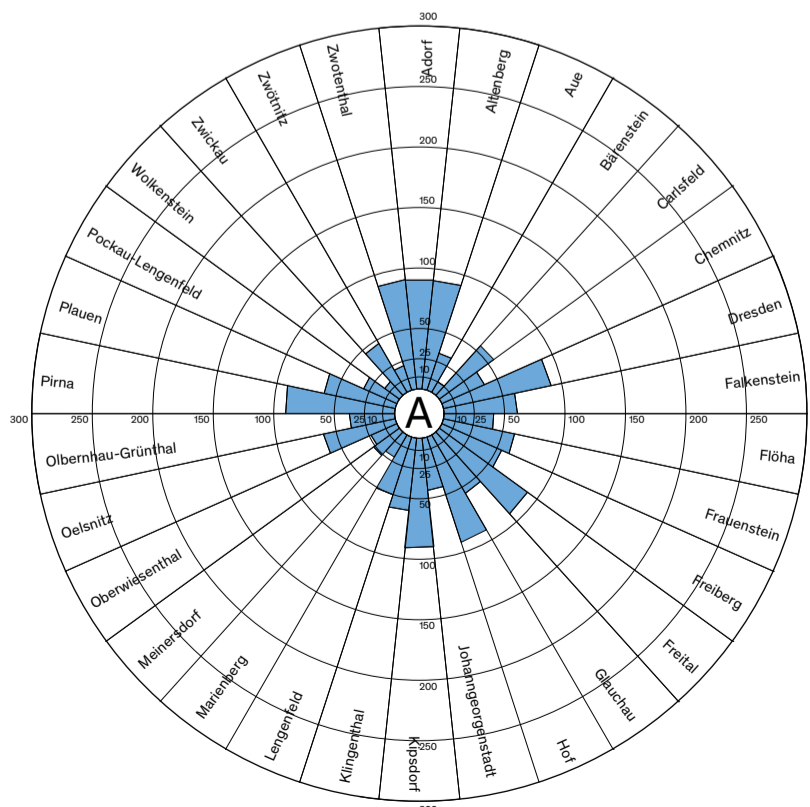 300
250
200
150
100
50
25
10
Adorf
Altenberg
Aue
Bärenstein
Carlsfeld
Chemnitz
Dresden
Falkenstein
Flöha
Frauenstein
Freiberg
Freital
Glauchau
Hof
Johanngeorgenstadt
Kipsdorf
Klingenthal
Lengenfeld
Marienberg
Meinersdorf
Oberwiesenthal
Oelsnitz
Olbernhau-Grünthal
Pirna
Plauen
Pockau-Lengenfeld
Wolkenstein
Zwickau
Zwötnitz
Zwotenthal
300 250 200 150 100 50 25 10
A
10 25 50 100 150 200 250
10
25
50
100
150
200
250